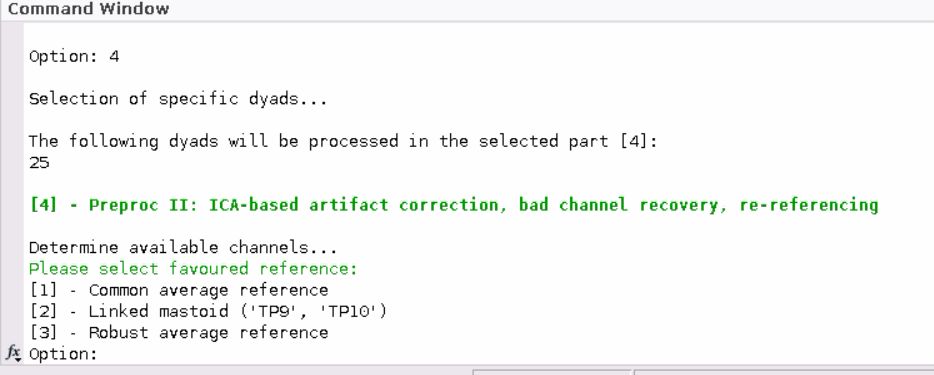 Command Window
Option: 4
Selection of specific dyads...
The following dyads will be processed in the selected part [4]:
25
[4] - Preproc II: ICA-based artifact correction, bad channel recovery, re-referencing
Determine available channels...
Please select favoured reference:
[1] - Common average reference
[2] - Linked mastoid ('TP9', 'TP10')
[3] - Robust average reference
fx Option: